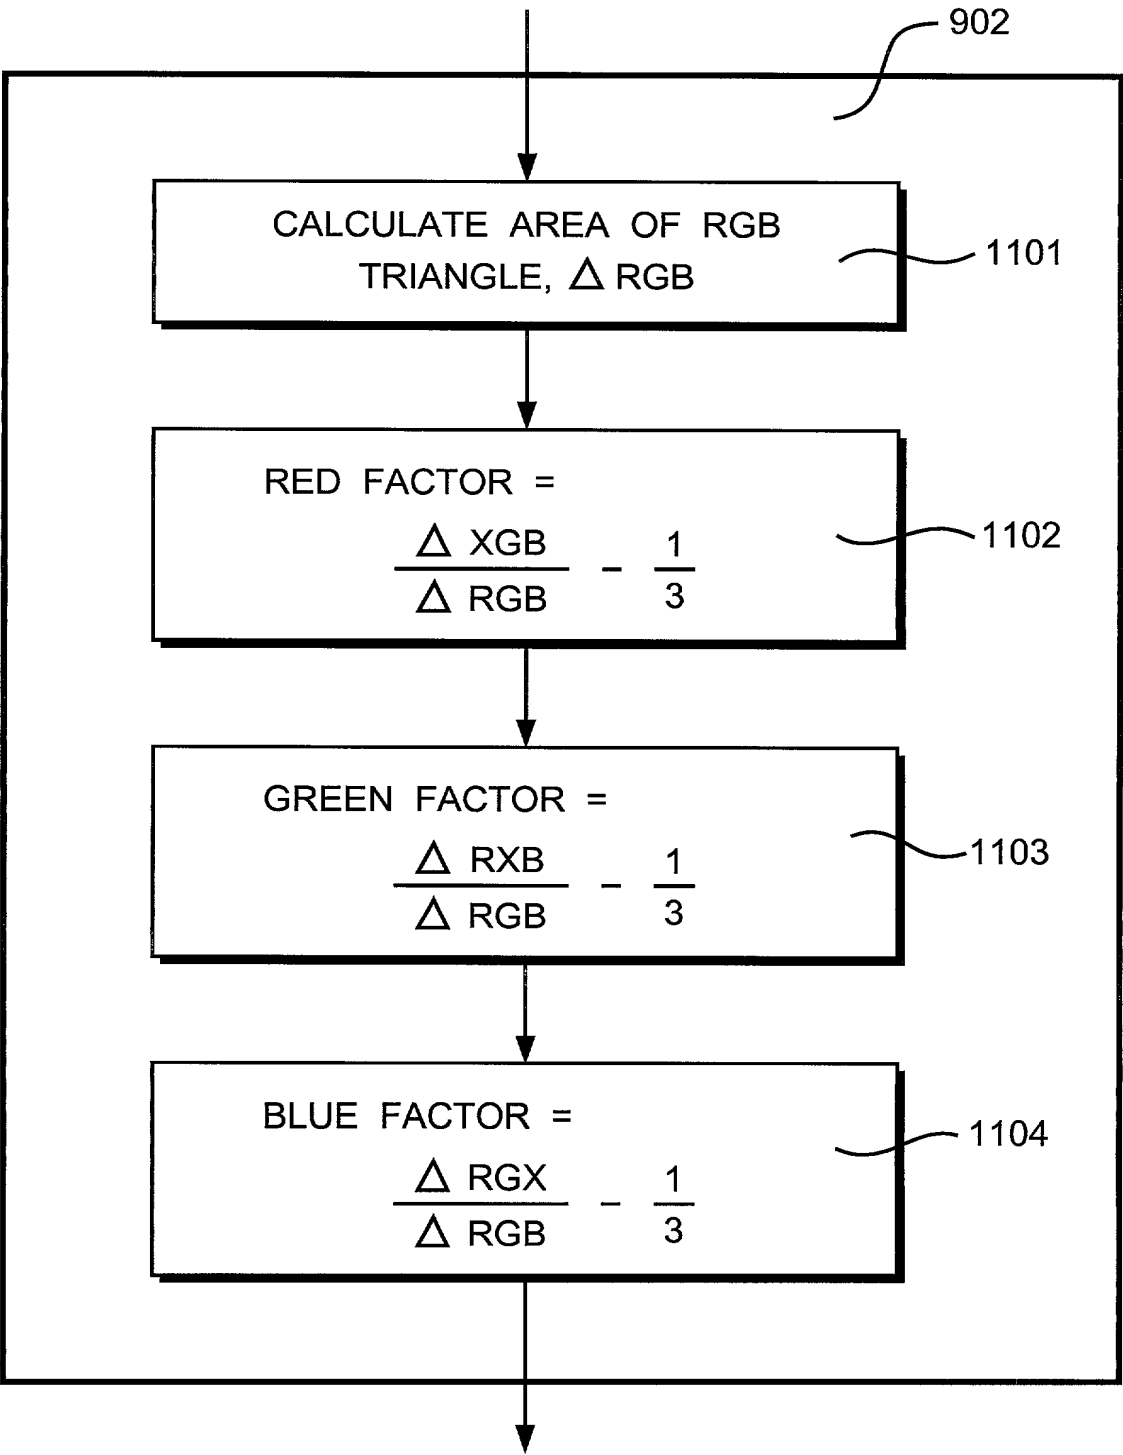 902
CALCULATE AREA OF RGB
TRIANGLE, △ RGB
1101
RED FACTOR =
△ XGB
△ RGB
- 1
3
1102
GREEN FACTOR =
△ RXB
△ RGB
- 1
3
1103
BLUE FACTOR =
△ RGX
△ RGB
- 1
3
1104